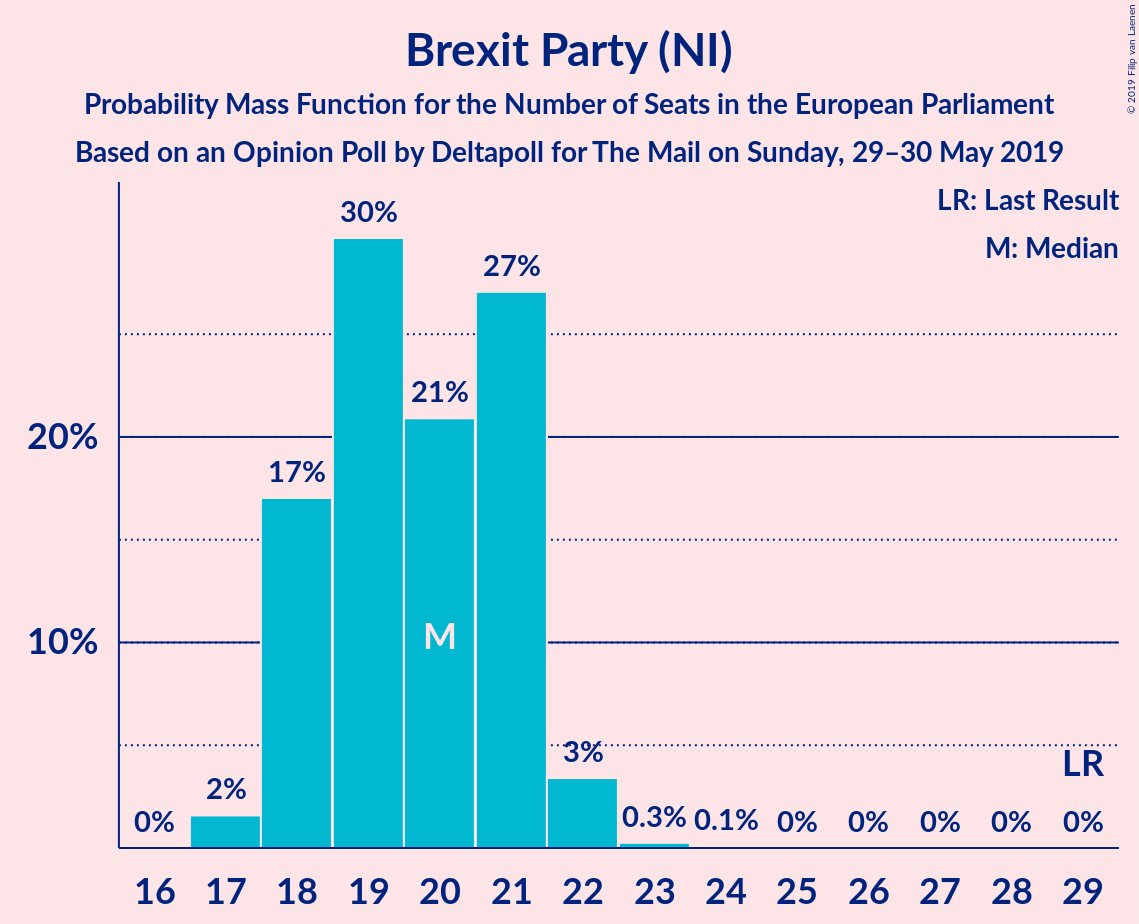 Brexit Party (NI)
Probability Mass Function for the Number of Seats in the European Parliament
Based on an Opinion Poll by Deltapoll for The Mail on Sunday, 29–30 May 2019
© 2019 Filip van Laenen
LR: Last Result
M: Median
20%
10%
0%
2%
17%
30%
21%
27%
3%
0.3%
0.1%
0%
0%
0%
0%
0%
M
LR
16 17 18 19 20 21 22 23 24 25 26 27 28 29